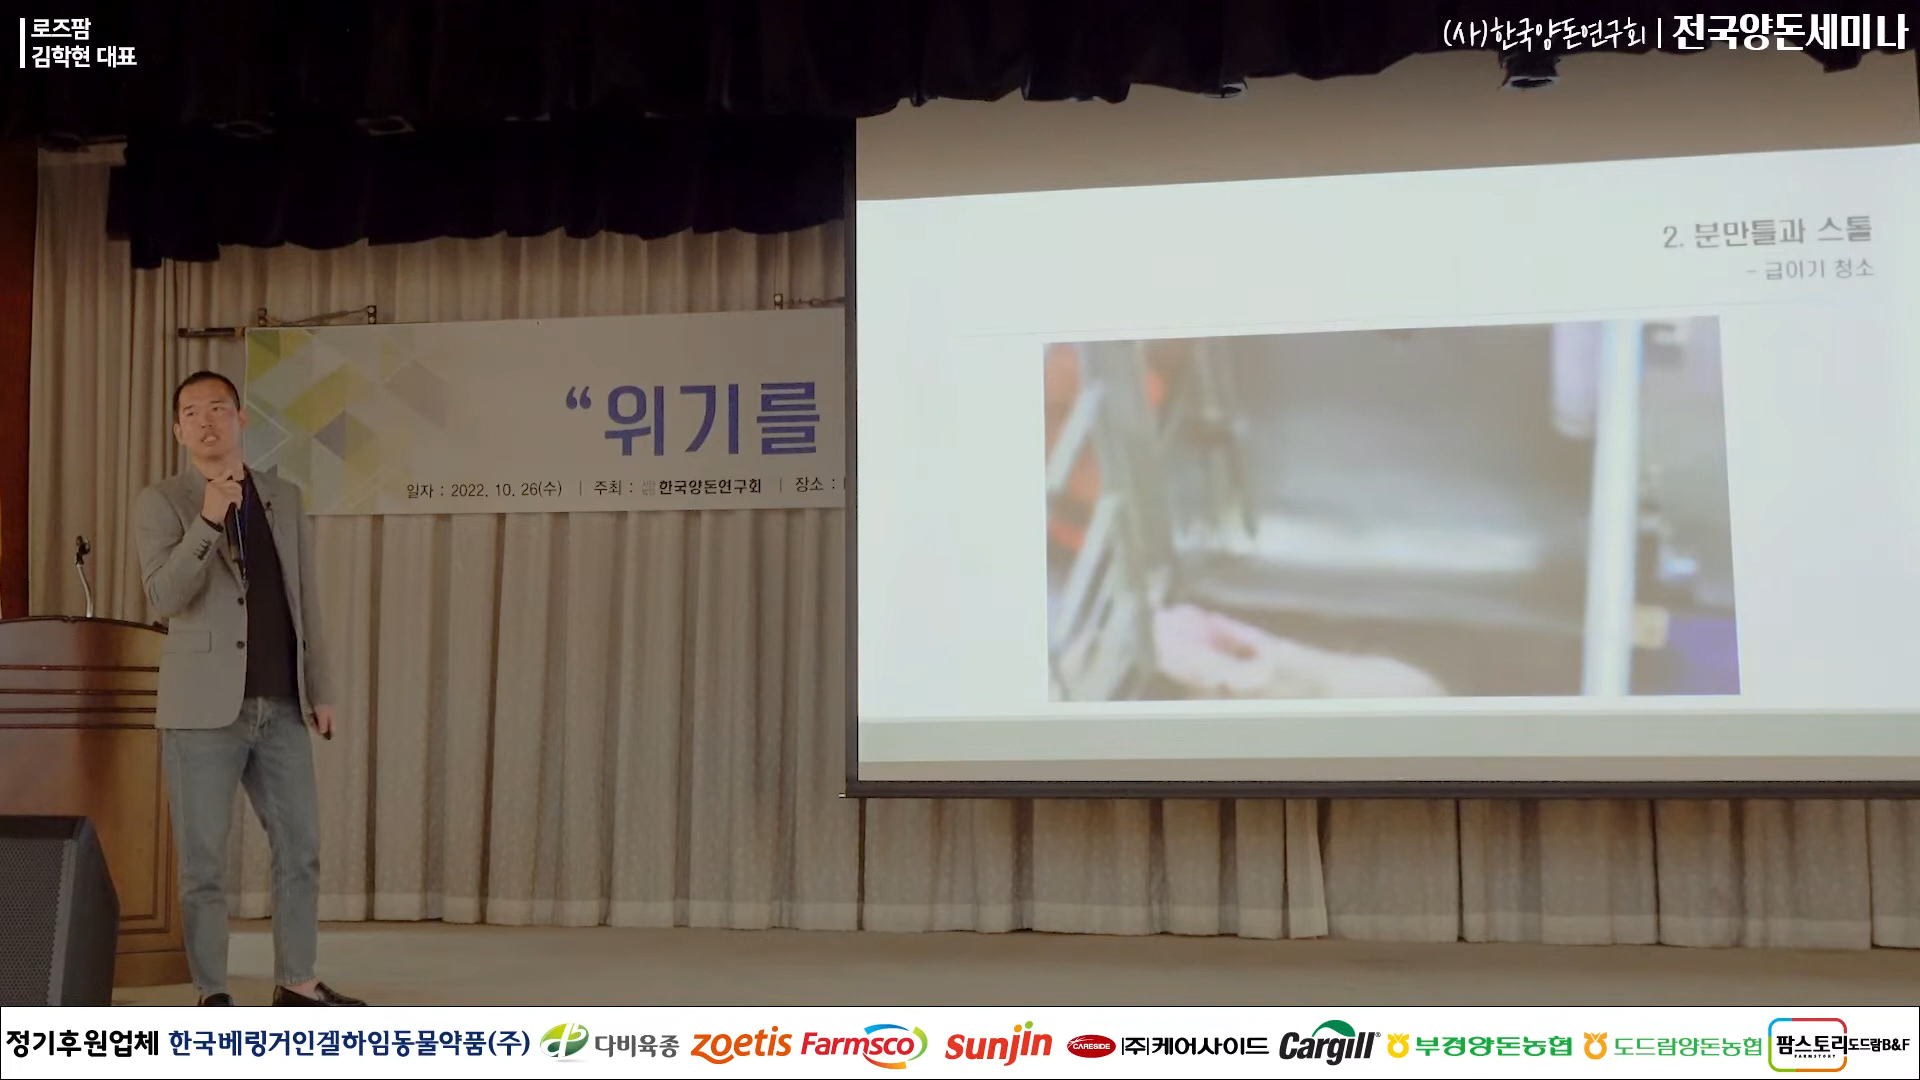 로즈팜
김학현 대표
(사)한국양돈연구회 | 전국양돈세미나
2. 분만틀과 스톨
- 급이기 청소
“위기를
일자 : 2022. 10. 26(수) | 주최 : 한국양돈연구회 | 장소 :
정기후원업체 한국베링거인겔하임동물약품(주) 다비육종 zoetis Farmsco sunjin CARESIDE (주)케어사이드 Cargill® 부경양돈농협 도드람양돈농협 팜스토리 FARMSTORY 도드람B&F